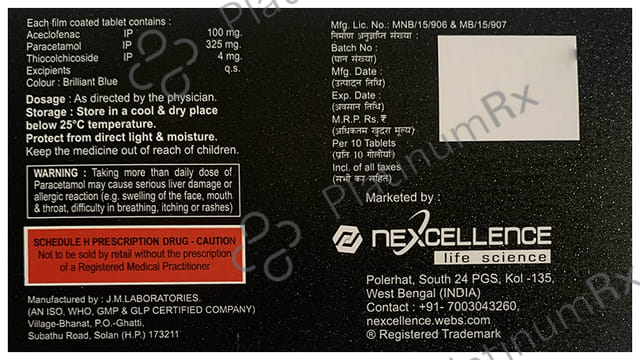 Each film coated tablet contains :
Aceclofenac IP 100 mg.
Paracetamol IP 325 mg.
Thiocolchicoside IP 4 mg.
Excipients q.s.
Colour : Brilliant Blue
Dosage : As directed by the physician.
Storage : Store in a cool & dry place
below 25°C temperature.
Protect from direct light & moisture.
Keep the medicine out of reach of children.
WARNING : Taking more than daily dose of
Paracetamol may cause serious liver damage or
allergic reaction (e.g. swelling of the face, mouth
& throat, difficulty in breathing, itching or rashes)
SCHEDULE H PRESCRIPTION DRUG - CAUTION
Not to be sold by retail without the prescription
of a Registered Medical Practitioner
Manufactured by : J.M.LABORATORIES.
(AN ISO, WHO, GMP & GLP CERTIFIED COMPANY)
Village-Bhanat, P.O.-Ghatti,
Subathu Road, Solan (H.P.) 173211
Mfg. Lic. No.: MNB/15/906 & MB/15/907
निर्माण अनुज्ञप्ति संख्या :
Batch No :
(घान संख्या)
Mfg. Date :
(उत्पादन तिथि)
Exp. Date :
(अवसान तिथि)
M.R.P. Rs. ₹
(अधिकतम खुदरा मूल्य)
Per 10 Tablets
(प्रति 10 गोलीयां)
Incl. of all taxes
(सभी कर सहित)
Marketed by :
NEXCELLENCE
life science
Polerhat, South 24 PGS, Kol -135,
West Bengal (INDIA)
Contact : +91- 7003043260,
nexcellence.webs.com
® Registered Trademark
PlatinumRx
PlatinumRx